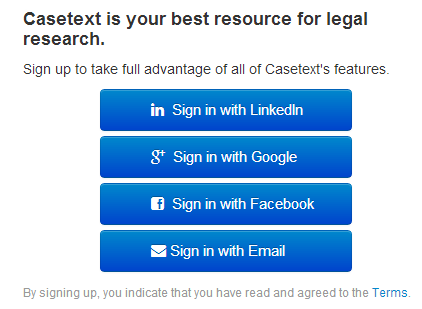 Casetext is your best resource for legal
research.
Sign up to take full advantage of all of Casetext's features.
in Sign in with LinkedIn
g+ Sign in with Google
f Sign in with Facebook
Sign in with Email
By signing up, you indicate that you have read and agreed to the Terms.